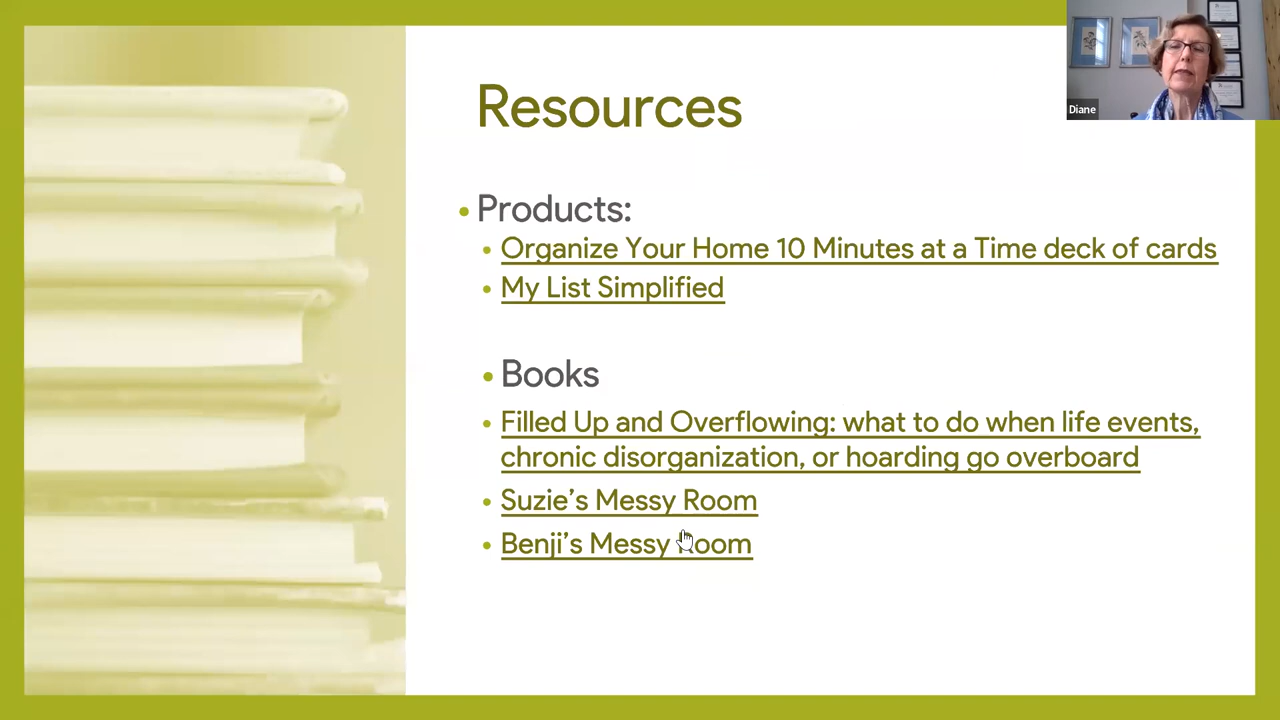 Diane
Resources
Products:
Organize Your Home 10 Minutes at a Time deck of cards
My List Simplified
Books
Filled Up and Overflowing: what to do when life events,
chronic disorganization, or hoarding go overboard
Suzie's Messy Room
Benji's Messy Room